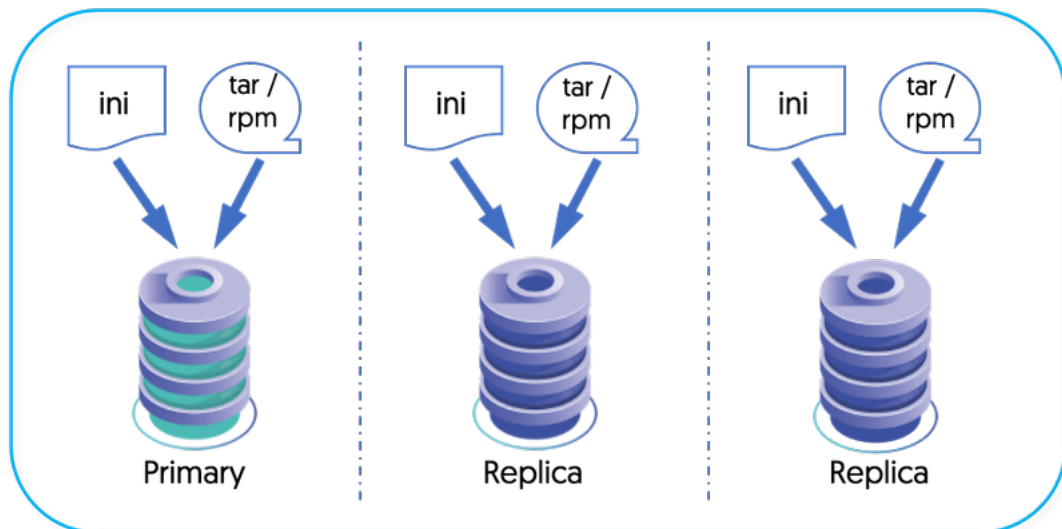 ini
tar /
rpm
ini
tar /
rpm
ini
tar /
rpm
Primary
Replica
Replica